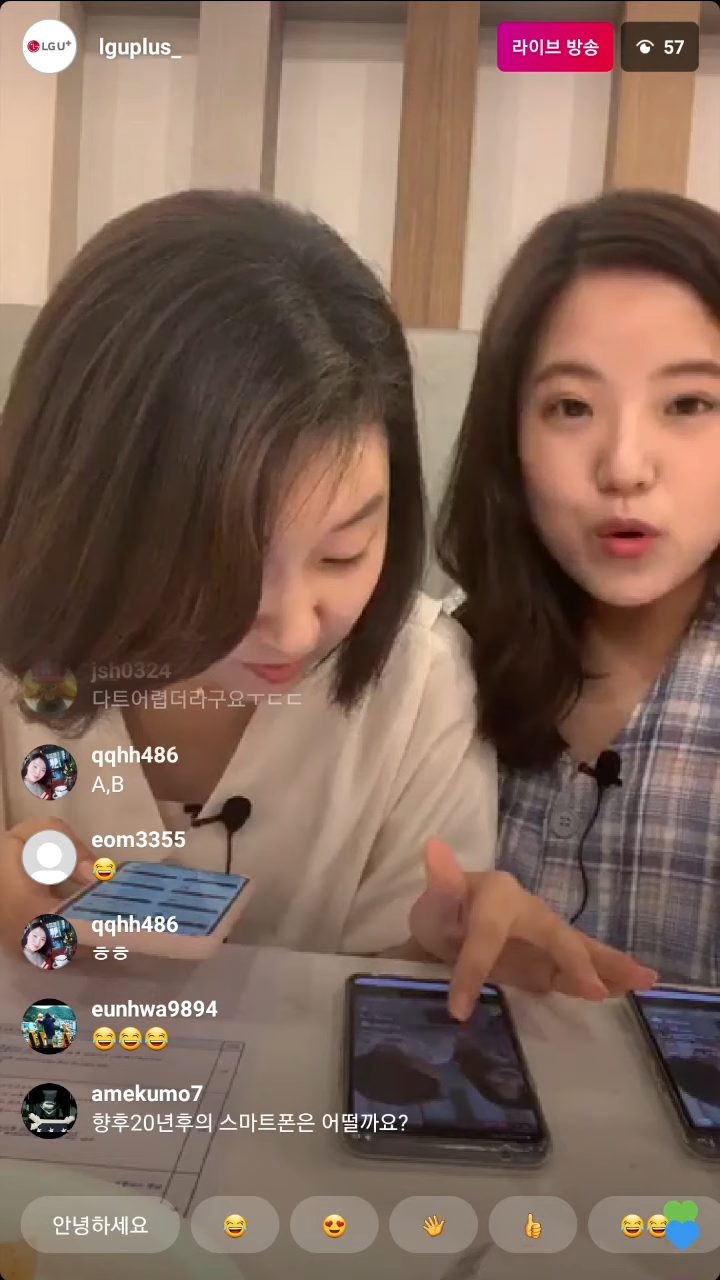 LG U+
lguplus_
라이브 방송
57
jsh0324
다트어렵더라구요ㅜㄷㄷ
qqhh486
A,B
eom3355
😂
qqhh486
ㅎㅎ
eunhwa9894
😂😂😂
amekumo7
향후20년후의 스마트폰은 어떨까요?
안녕하세요 😂 😍 👋 👍 😂😂